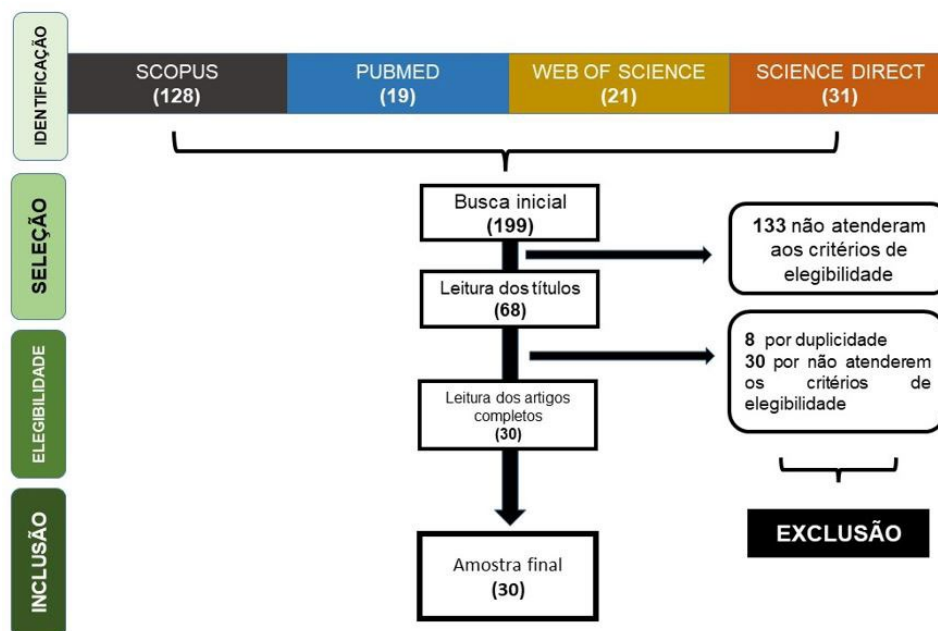 IDENTIFICAÇÃO
SCOPUS
(128)
PUBMED
(19)
WEB OF SCIENCE
(21)
SCIENCE DIRECT
(31)
SELEÇÃO
Busca inicial
(199)
133 não atenderam
aos critérios de
elegibilidade
Leitura dos títulos
(68)
ELEGIBILIDADE
8 por duplicidade
30 por não atenderem
os critérios de
elegibilidade
Leitura dos artigos
completos
(30)
EXCLUSÃO
INCLUSÃO
Amostra final
(30)